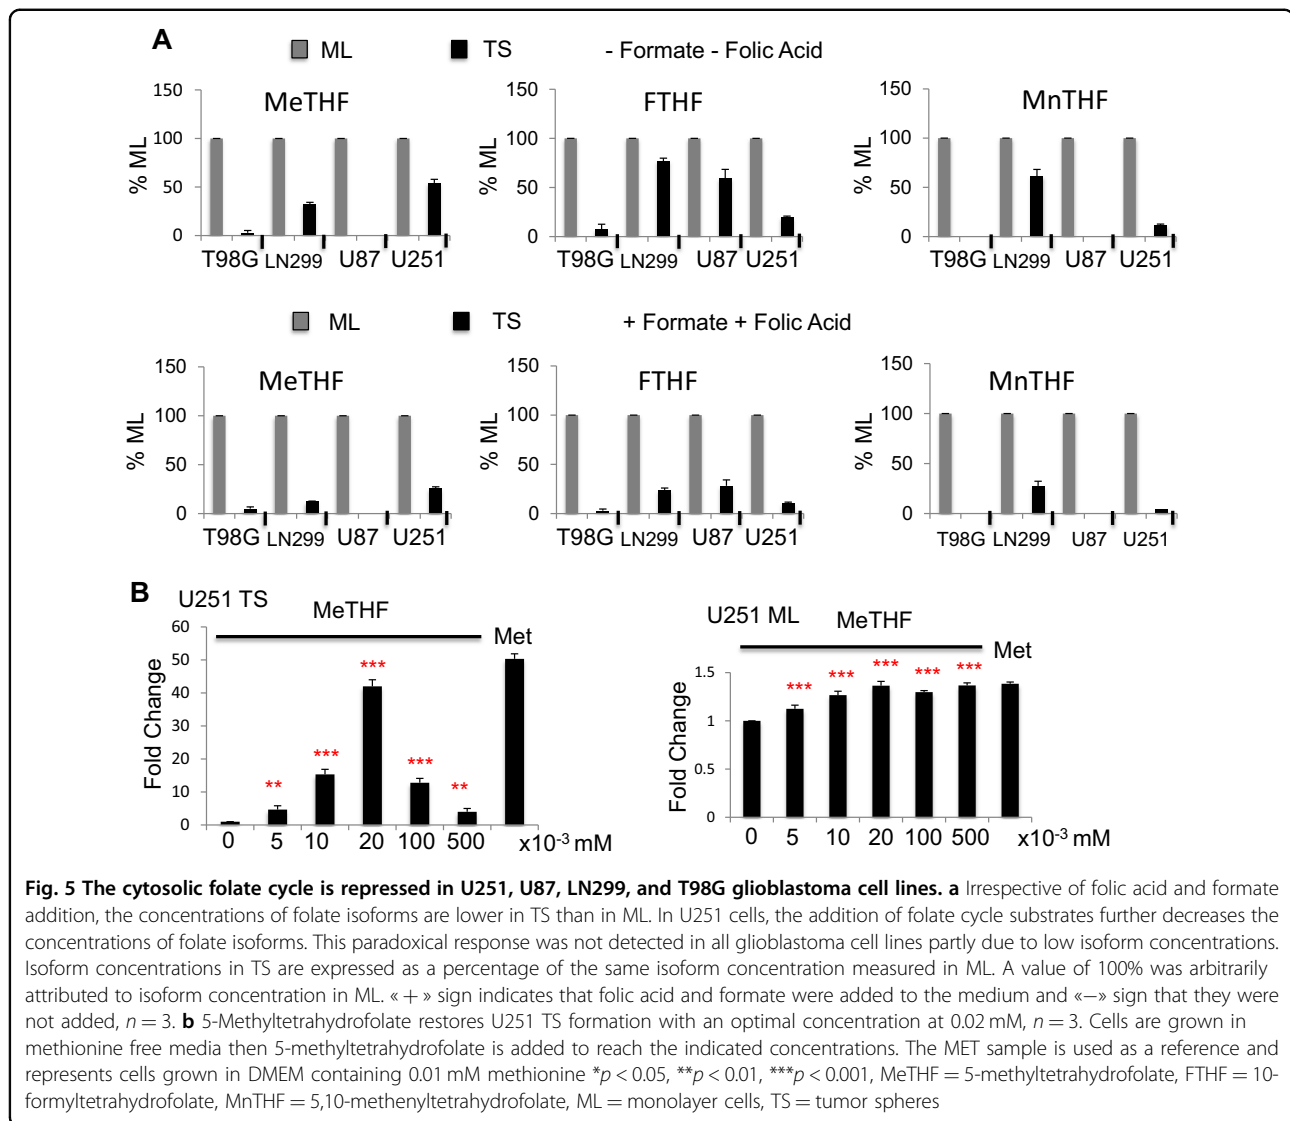 A
ML TS - Formate - Folic Acid
MeTHF FTHF MnTHF
% ML
150
100
50
0
T98G LN299 U87 U251
% ML
150
100
50
0
T98G LN299 U87 U251
% ML
150
100
50
0
T98G LN299 U87 U251
ML TS + Formate + Folic Acid
MeTHF FTHF MnTHF
% ML
150
100
50
0
T98G LN299 U87 U251
% ML
150
100
50
0
T98G LN299 U87 U251
% ML
150
100
50
0
T98G LN299 U87 U251
B
U251 TS
MeTHF
Met
Fold Change
60
50
40
30
20
10
0
** *** *** *** **
0 5 10 20 100 500 x10-3 mM
U251 ML
MeTHF
Met
Fold Change
1.5
1
0.5
0
*** *** *** *** ***
0 5 10 20 100 500 x10-3 mM
Fig. 5 The cytosolic folate cycle is repressed in U251, U87, LN299, and T98G glioblastoma cell lines. a Irrespective of folic acid and formate
addition, the concentrations of folate isoforms are lower in TS than in ML. In U251 cells, the addition of folate cycle substrates further decreases the
concentrations of folate isoforms. This paradoxical response was not detected in all glioblastoma cell lines partly due to low isoform concentrations.
Isoform concentrations in TS are expressed as a percentage of the same isoform concentration measured in ML. A value of 100% was arbitrarily
attributed to isoform concentration in ML. « + » sign indicates that folic acid and formate were added to the medium and «−» sign that they were
not added, n = 3. b 5-Methyltetrahydrofolate restores U251 TS formation with an optimal concentration at 0.02 mM, n = 3. Cells are grown in
methionine free media then 5-methyltetrahydrofolate is added to reach the indicated concentrations. The MET sample is used as a reference and
represents cells grown in DMEM containing 0.01 mM methionine *p < 0.05, **p < 0.01, ***p < 0.001, MeTHF = 5-methyltetrahydrofolate, FTHF = 10-
formyltetrahydrofolate, MnTHF = 5,10-methenyltetrahydrofolate, ML = monolayer cells, TS = tumor spheres